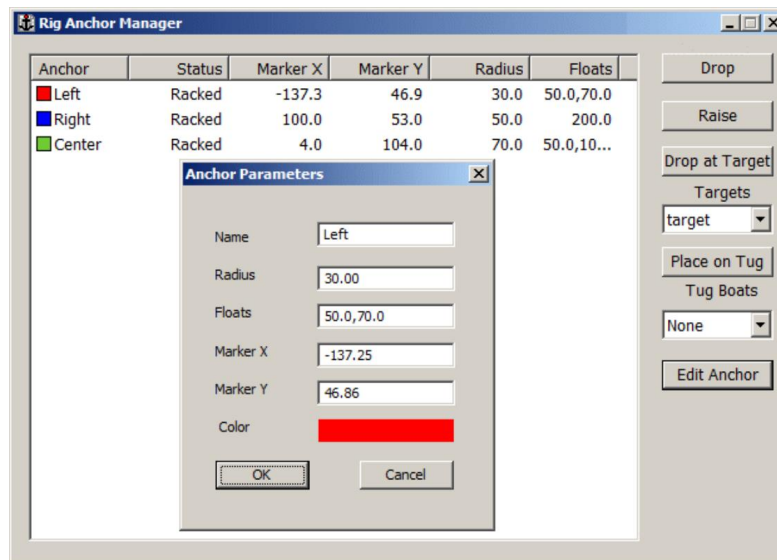 Rig Anchor Manager
Anchor Status Marker X Marker Y Radius Floats
Left Racked -137.3 46.9 30.0 50.0,70.0
Right Racked 100.0 53.0 50.0 200.0
Center Racked 4.0 104.0 70.0 50.0,10...
Anchor Parameters
Name Left
Radius 30.00
Floats 50.0,70.0
Marker X -137.25
Marker Y 46.86
Color
OK Cancel
Drop
Raise
Drop at Target
Targets
target
Place on Tug
Tug Boats
None
Edit Anchor